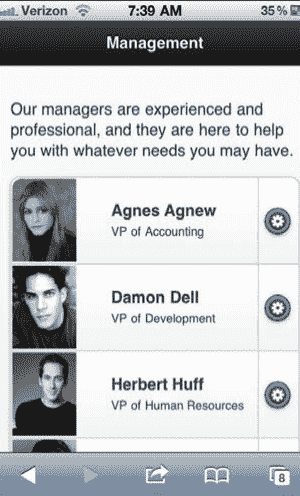 Verizon 7:39 AM 35%
Management
Our managers are experienced and
professional, and they are here to help
you with whatever needs you may have.
Agnes Agnew
VP of Accounting
Damon Dell
VP of Development
Herbert Huff
VP of Human Resources
8